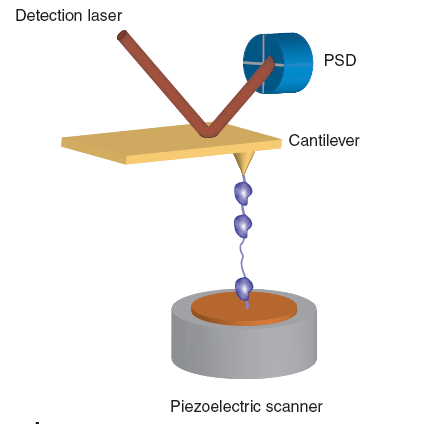 Detection laser
PSD
Cantilever
Piezoelectric scanner